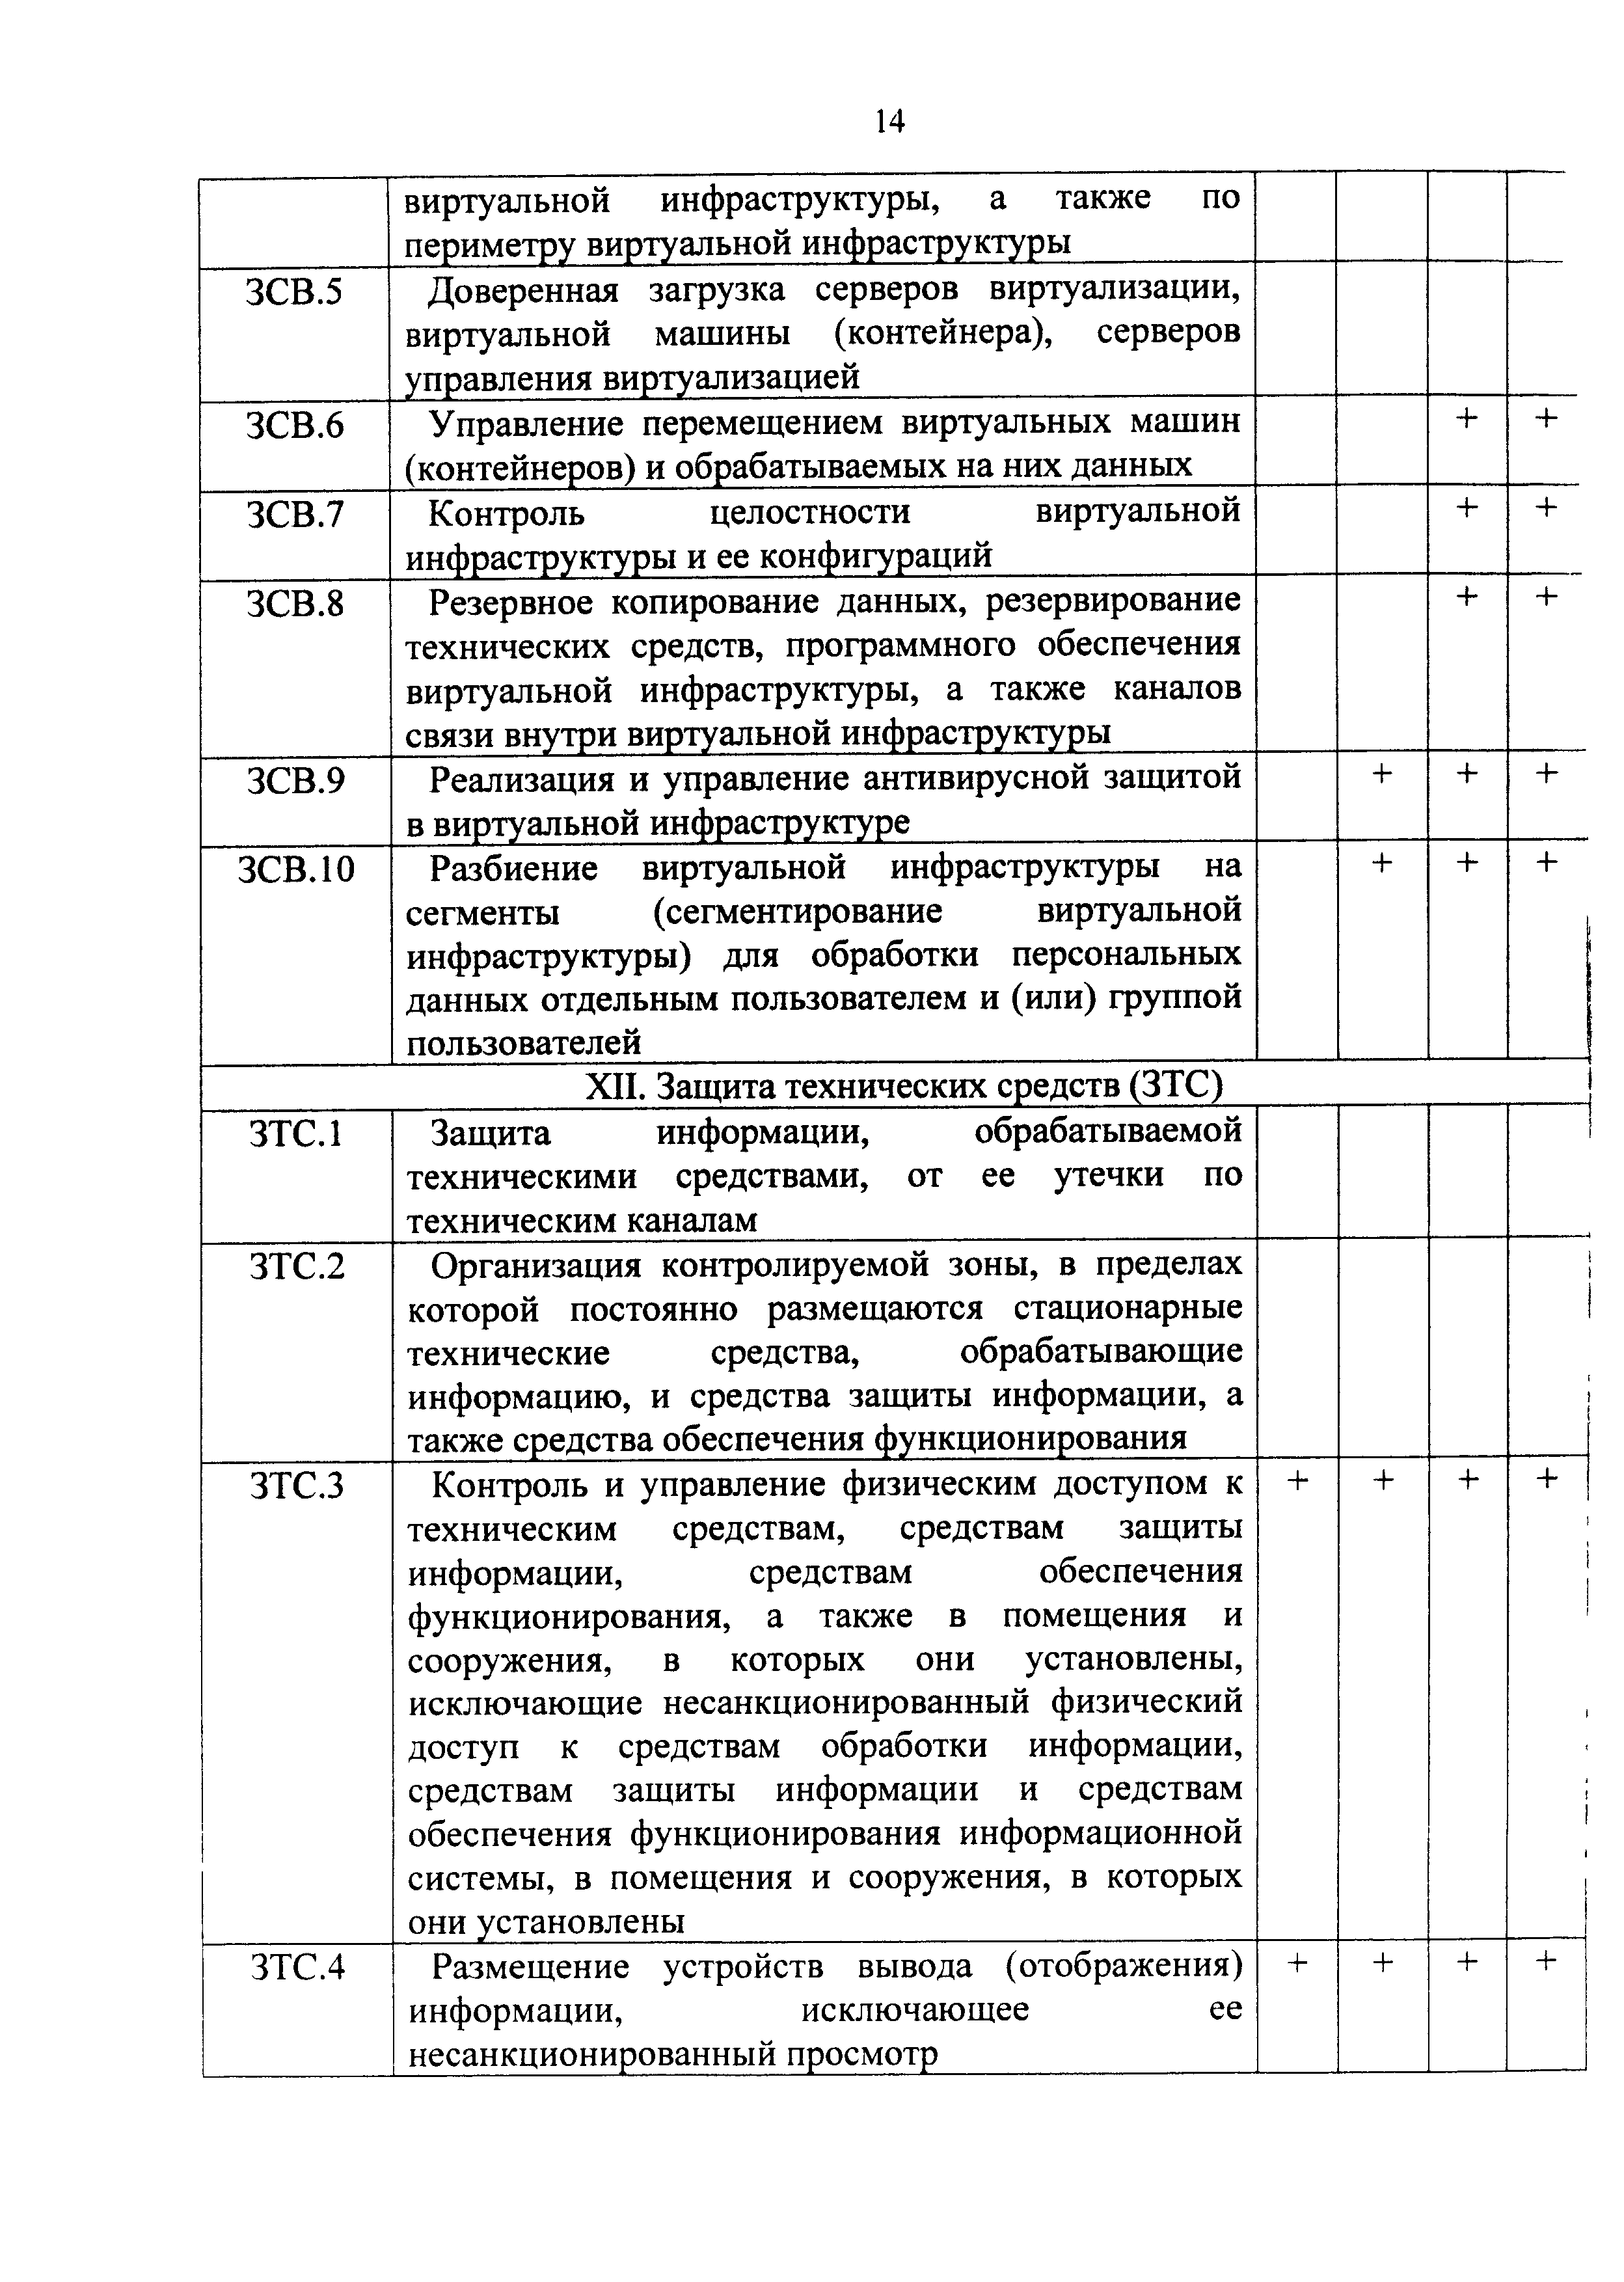 14
виртуальной инфраструктуры, а также по
периметру виртуальной инфраструктуры
ЗСВ.5
Доверенная загрузка серверов виртуализации,
виртуальной машины (контейнера), серверов
управления виртуализацией
ЗСВ.6
Управление перемещением виртуальных машин
(контейнеров) и обрабатываемых на них данных
+ +
ЗСВ.7
Контроль целостности виртуальной
инфраструктуры и ее конфигураций
+ +
ЗСВ.8
Резервное копирование данных, резервирование
технических средств, программного обеспечения
виртуальной инфраструктуры, а также каналов
связи внутри виртуальной инфраструктуры
+ +
ЗСВ.9
Реализация и управление антивирусной защитой
в виртуальной инфраструктуре
+ + +
ЗСВ.10
Разбиение виртуальной инфраструктуры на
сегменты (сегментирование виртуальной
инфраструктуры) для обработки персональных
данных отдельным пользователем и (или) группой
пользователей
+ + +
XII. Защита технических средств (ЗТС)
ЗТС.1
Защита информации, обрабатываемой
техническими средствами, от ее утечки по
техническим каналам
ЗТС.2
Организация контролируемой зоны, в пределах
которой постоянно размещаются стационарные
технические средства, обрабатывающие
информацию, и средства защиты информации, а
также средства обеспечения функционирования
ЗТС.3
Контроль и управление физическим доступом к
техническим средствам, средствам защиты
информации, средствам обеспечения
функционирования, а также в помещения и
сооружения, в которых они установлены,
исключающие несанкционированный физический
доступ к средствам обработки информации,
средствам защиты информации и средствам
обеспечения функционирования информационной
системы, в помещения и сооружения, в которых
они установлены
+ + + +
ЗТС.4
Размещение устройств вывода (отображения)
информации, исключающее ее
несанкционированный просмотр
+ + + +